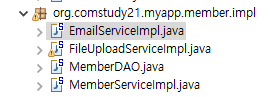 org.comstudy21.myapp.member.impl
EmailServiceImpl.java
FileUploadServiceImpl.java
MemberDAO.java
MemberServiceImpl.java